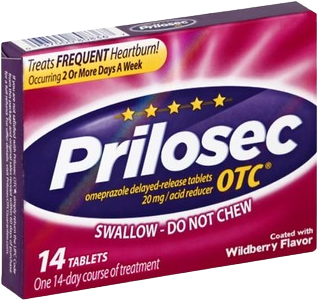 Treats FREQUENT Heartburn!
Occurring 2 Or More Days A Week
Prilosec
OTC®
omeprazole delayed-release tablets
20 mg / acid reducer
SWALLOW - DO NOT CHEW
14 TABLETS
One 14-day course of treatment
Coated with
Wildberry Flavor